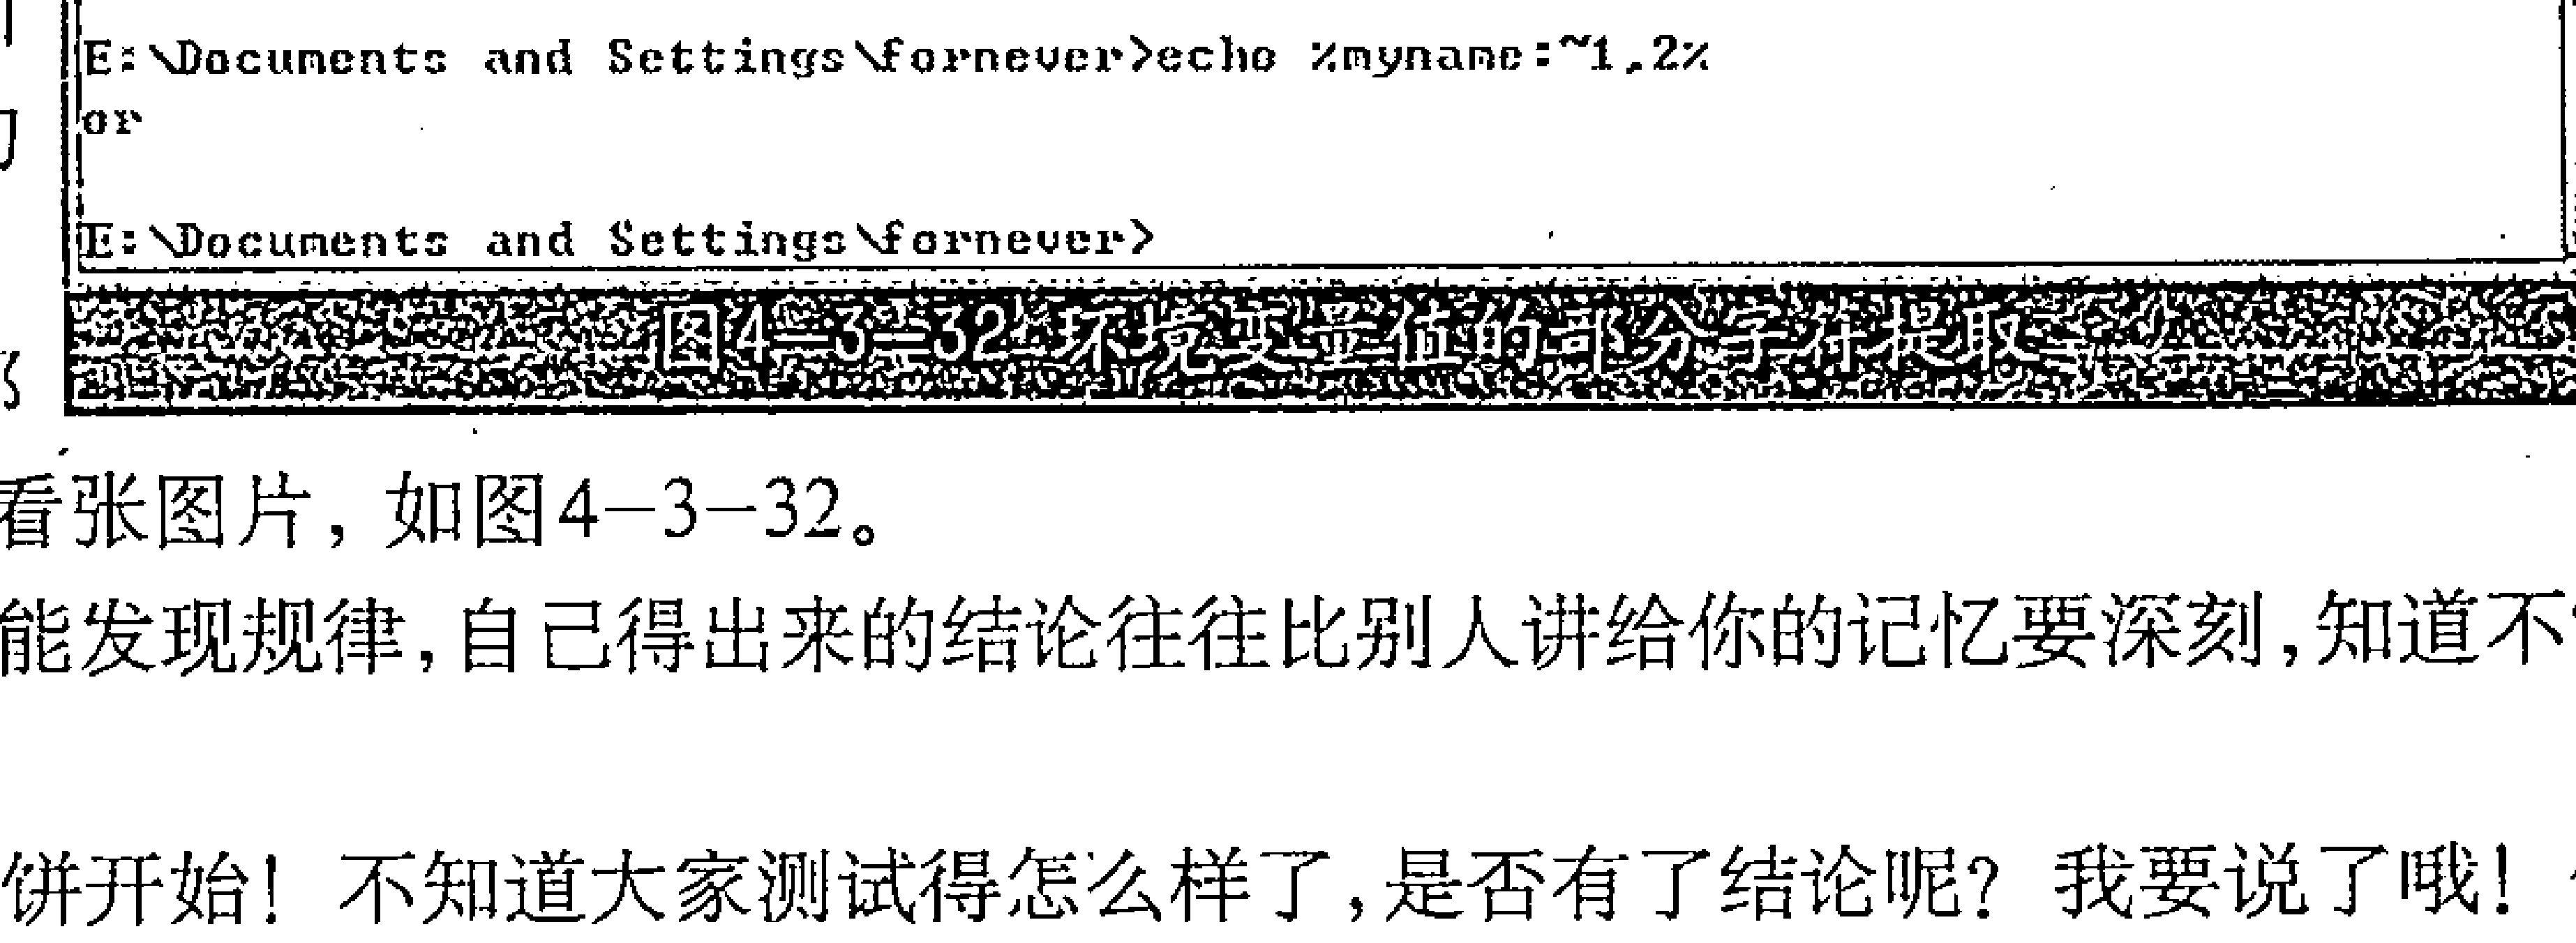 E:\Documents and Settings\fornever>echo %myname:~1,2%
or
E:\Documents and Settings\fornever>
图4-3-32 环境变量值的部分字符提取
看张图片，如图4-3-32。
能发现规律，自己得出来的结论往往比别人讲给你的记忆要深刻，知道不
饼开始！不知道大家测试得怎么样了，是否有了结论呢？我要说了哦！